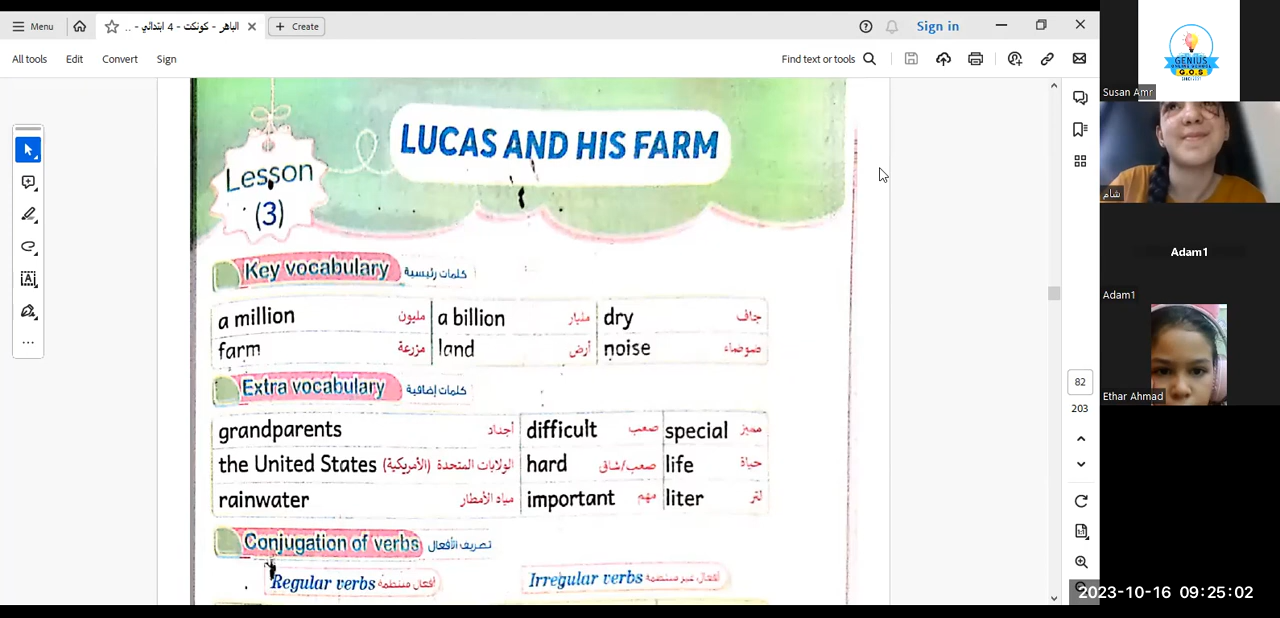 Menu
الباهر - كونكت - 4 ابتدائي - ..
Create
Sign in
All tools
Edit
Convert
Sign
Find text or tools
Lesson
(3)
LUCAS AND HIS FARM
Key vocabulary كلمات رئيسية
a million مليون a billion مليار dry جاف
farm مزرعة land أرض noise ضوضاء
Extra vocabulary كلمات إضافية
grandparents أجداد difficult صعب special مميز
the United States الولايات المتحدة (الأمريكية) hard صعب/شاق life حياة
rainwater مياه الأمطار important مهم liter لتر
Conjugation of verbs تصريف الأفعال
Regular verbs أفعال منتظمة Irregular verbs أفعال غير منتظمة
82
203
GENIUS
G.O.S
Susan Amr
شام
Adam1
Adam1
Ethar Ahmad
2023-10-16 09:25:02